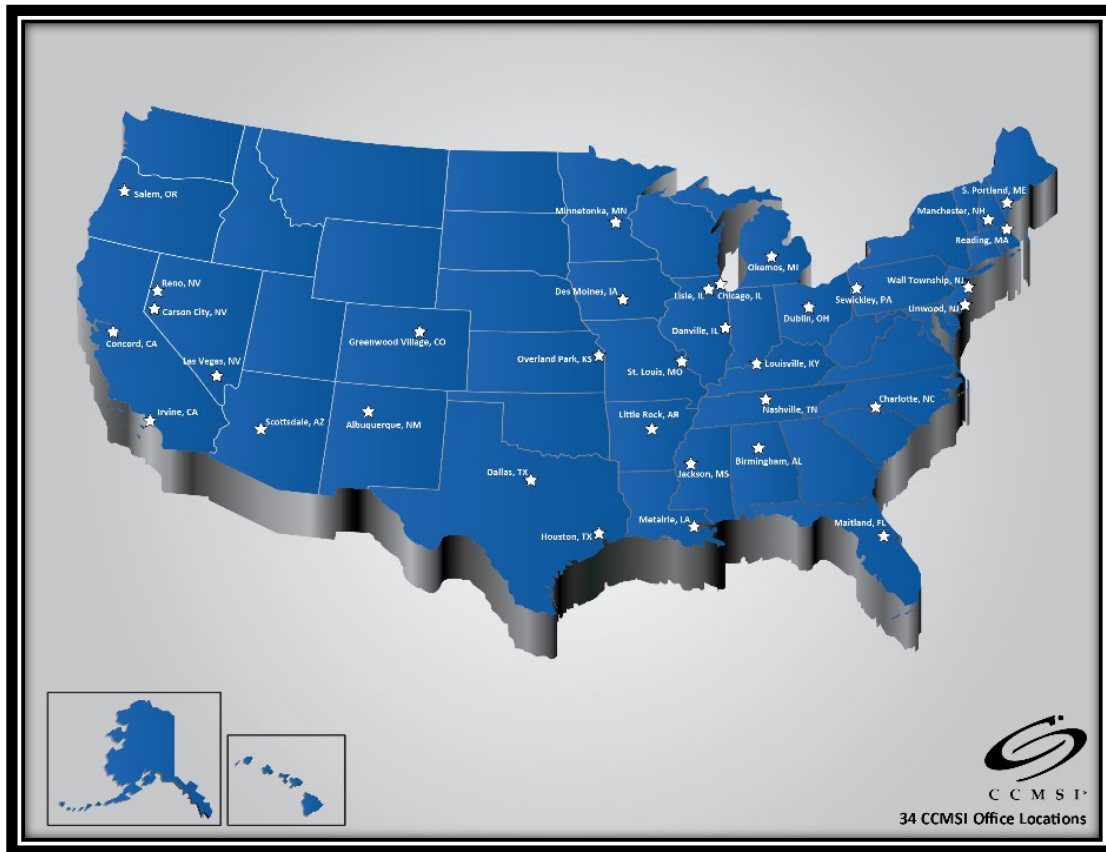 S. Portland, ME
Salem, OR
Minnetonka, MN
Manchester, NH
Reading, MA
Okemos, MI
Reno, NV
Des Moines, IA
Lisle, IL
Chicago, IL
Sewickley, PA
Wall Township, NJ
Carson City, NV
Linwood, NJ
Dublin, OH
Concord, CA
Greenwood Village, CO
Danville, IL
Las Vegas, NV
Overland Park, KS
St. Louis, MO
Louisville, KY
Irvine, CA
Scottsdale, AZ
Albuquerque, NM
Little Rock, AR
Nashville, TN
Charlotte, NC
Dallas, TX
Jackson, MS
Birmingham, AL
Houston, TX
Metairie, LA
Maitland, FL
CCMSI
34 CCMSI Office Locations